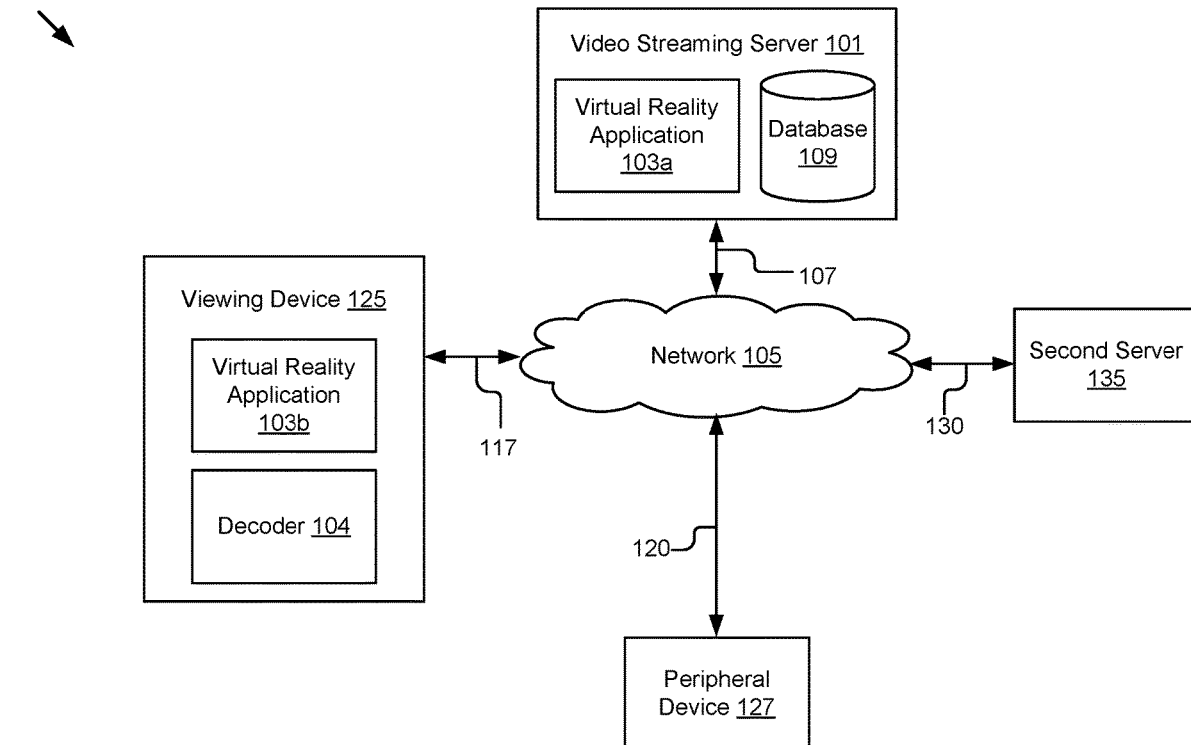 Video Streaming Server 101
Virtual Reality
Application
103a
Database
109
107
Viewing Device 125
Virtual Reality
Application
103b
Decoder 104
117
Network 105
130
Second Server
135
120
Peripheral
Device 127